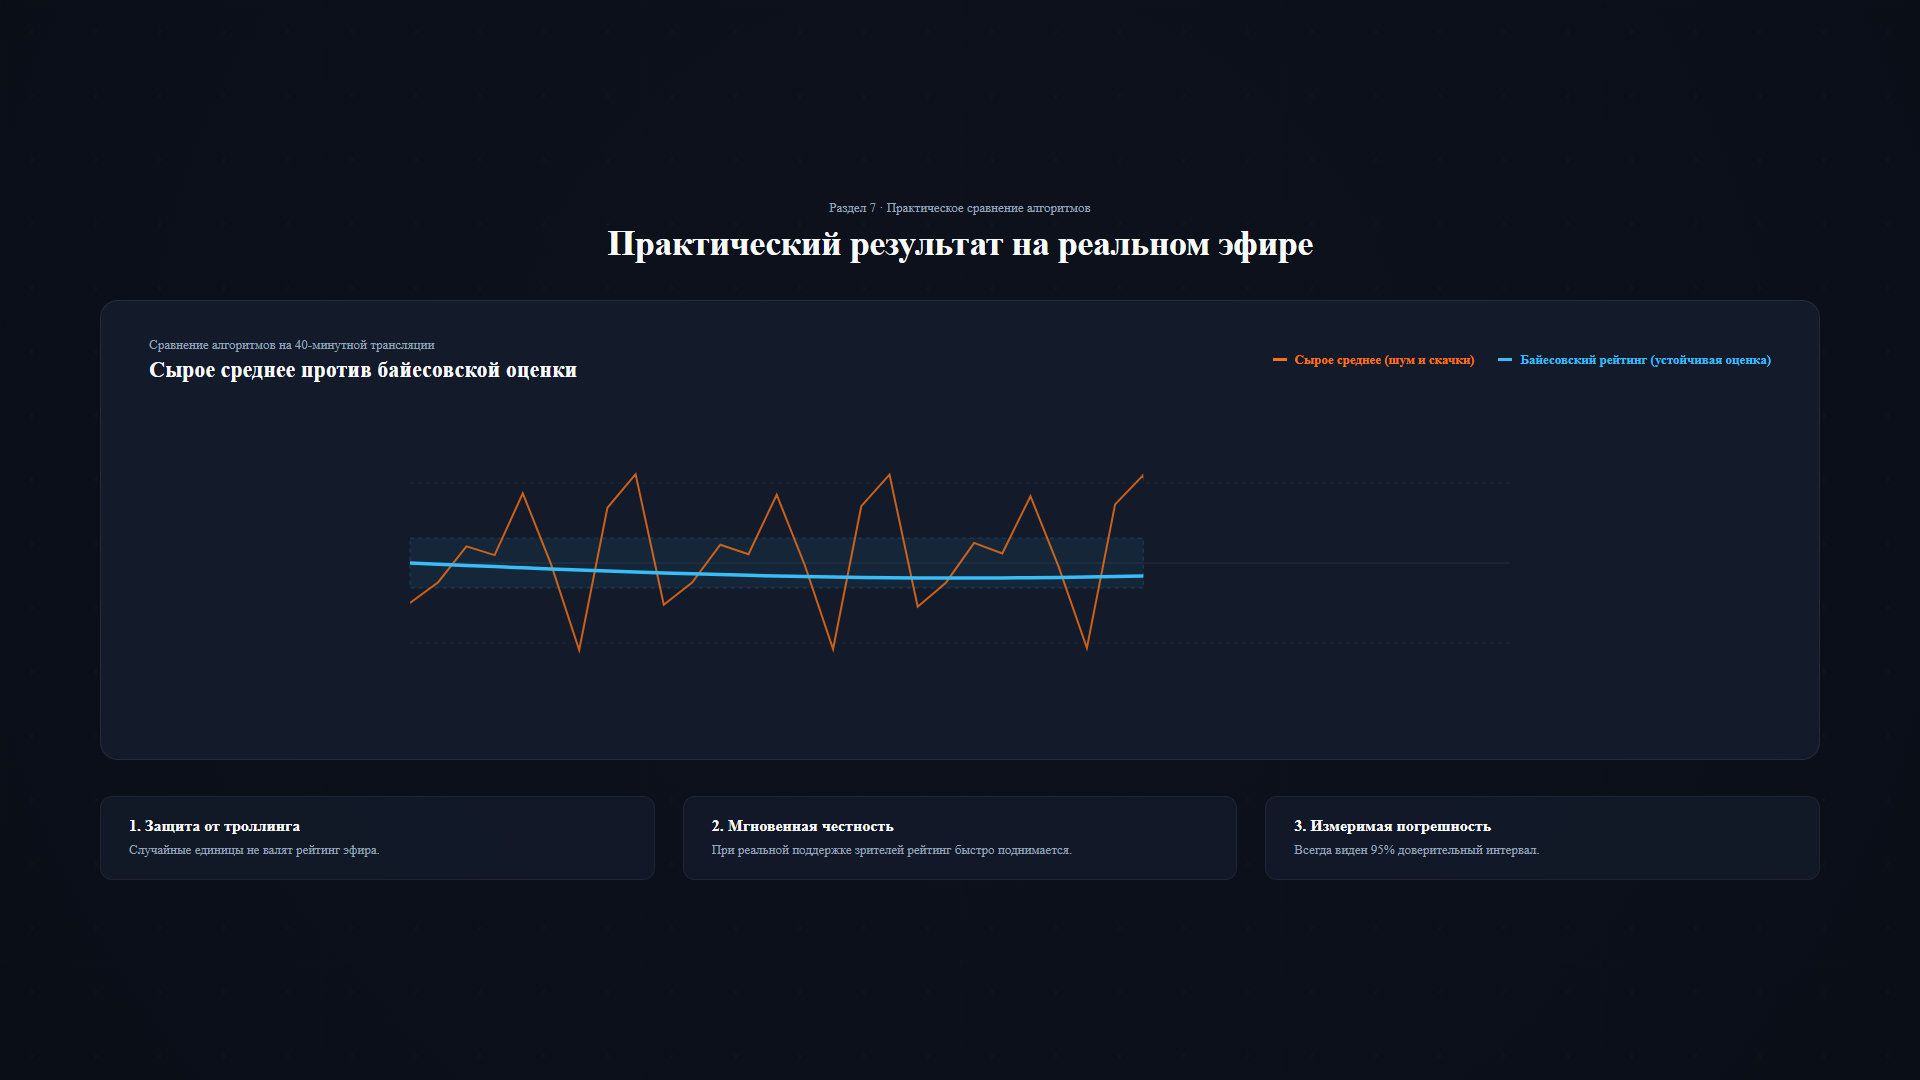 Раздел 7 · Практическое сравнение алгоритмов
Практический результат на реальном эфире
Сравнение алгоритмов на 40-минутной трансляции
Сырое среднее против байесовской оценки
Сырое среднее (шум и скачки)
Байесовский рейтинг (устойчивая оценка)
1. Защита от троллинга
Случайные единицы не валят рейтинг эфира.
2. Мгновенная честность
При реальной поддержке зрителей рейтинг быстро поднимается.
3. Измеримая погрешность
Всегда виден 95% доверительный интервал.